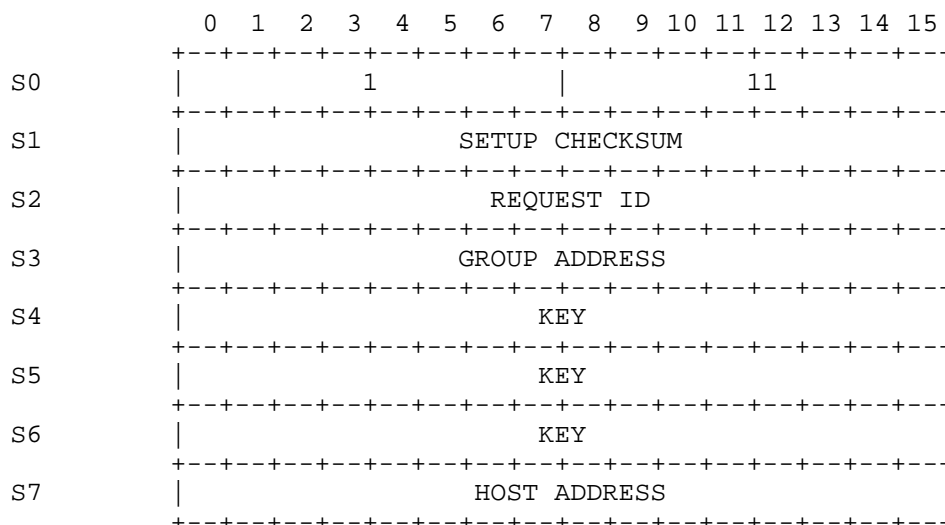 0 1 2 3 4 5 6 7 8 9 10 11 12 13 14 15
+--+--+--+--+--+--+--+--+--+--+--+--+--+--+--+--
S0 | 1 | 11
+--+--+--+--+--+--+--+--+--+--+--+--+--+--+--+--
S1 | SETUP CHECKSUM
+--+--+--+--+--+--+--+--+--+--+--+--+--+--+--+--
S2 | REQUEST ID
+--+--+--+--+--+--+--+--+--+--+--+--+--+--+--+--
S3 | GROUP ADDRESS
+--+--+--+--+--+--+--+--+--+--+--+--+--+--+--+--
S4 | KEY
+--+--+--+--+--+--+--+--+--+--+--+--+--+--+--+--
S5 | KEY
+--+--+--+--+--+--+--+--+--+--+--+--+--+--+--+--
S6 | KEY
+--+--+--+--+--+--+--+--+--+--+--+--+--+--+--+--
S7 | HOST ADDRESS
+--+--+--+--+--+--+--+--+--+--+--+--+--+--+--+--